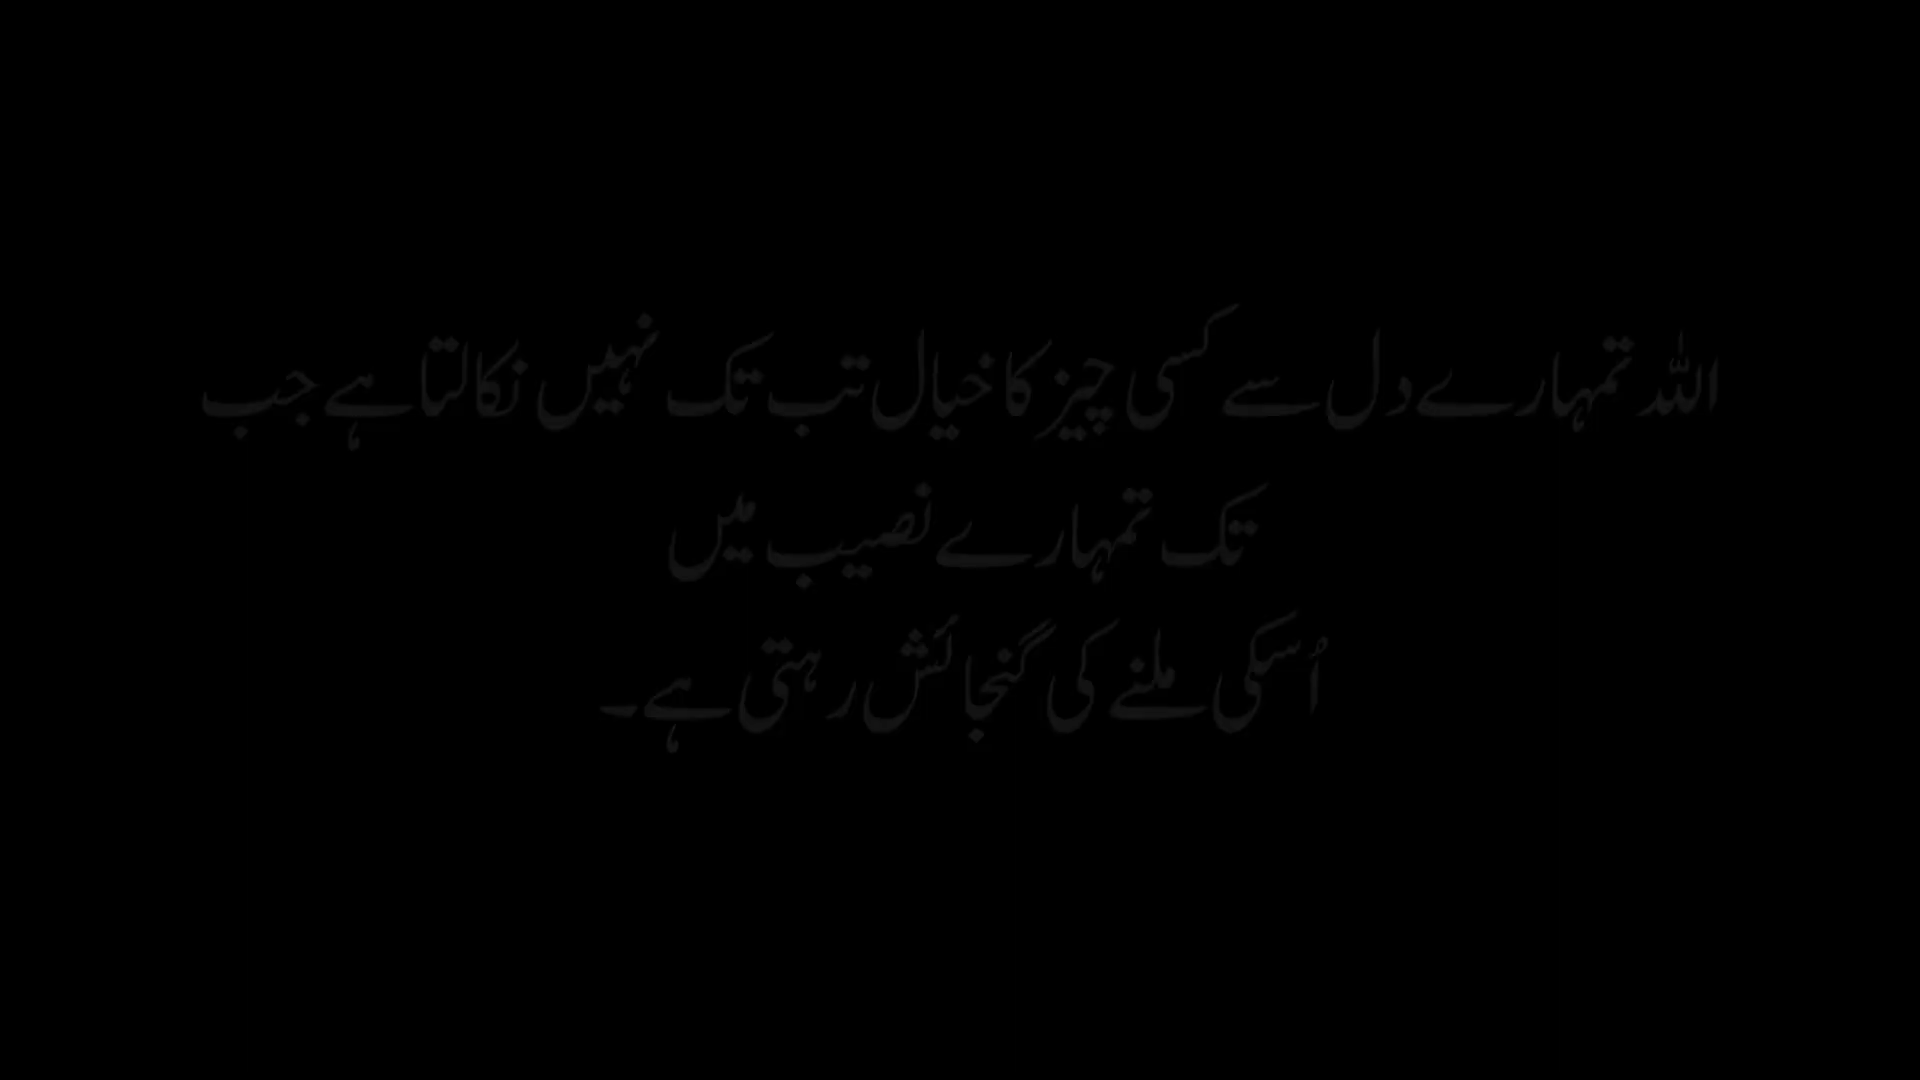 اللہ تمہارے دل سے کسی چیز کا خیال تب تک نہیں نکالتا ہے جب
تک تمہارے نصیب میں
اُسکی ملنے کی گنجائش رہتی ہے۔